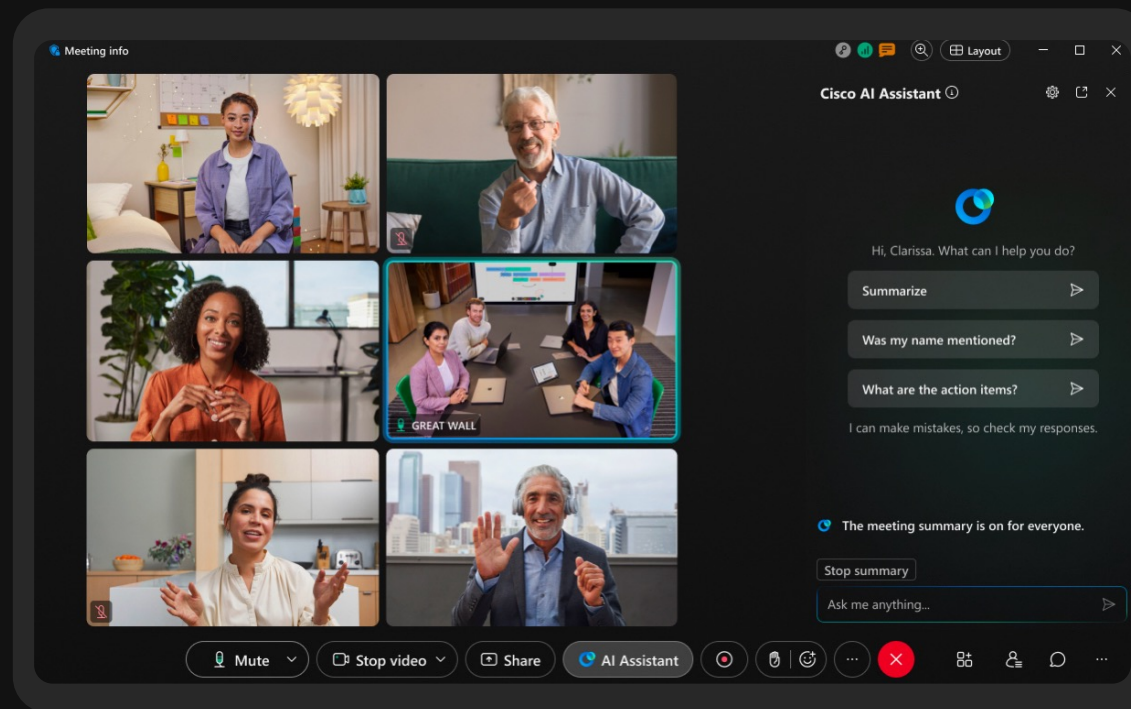 Meeting info
Layout
Cisco AI Assistant
Hi, Clarissa. What can I help you do?
Summarize
Was my name mentioned?
What are the action items?
I can make mistakes, so check my responses.
GREAT WALL
The meeting summary is on for everyone.
Stop summary
Ask me anything...
Mute
Stop video
Share
AI Assistant